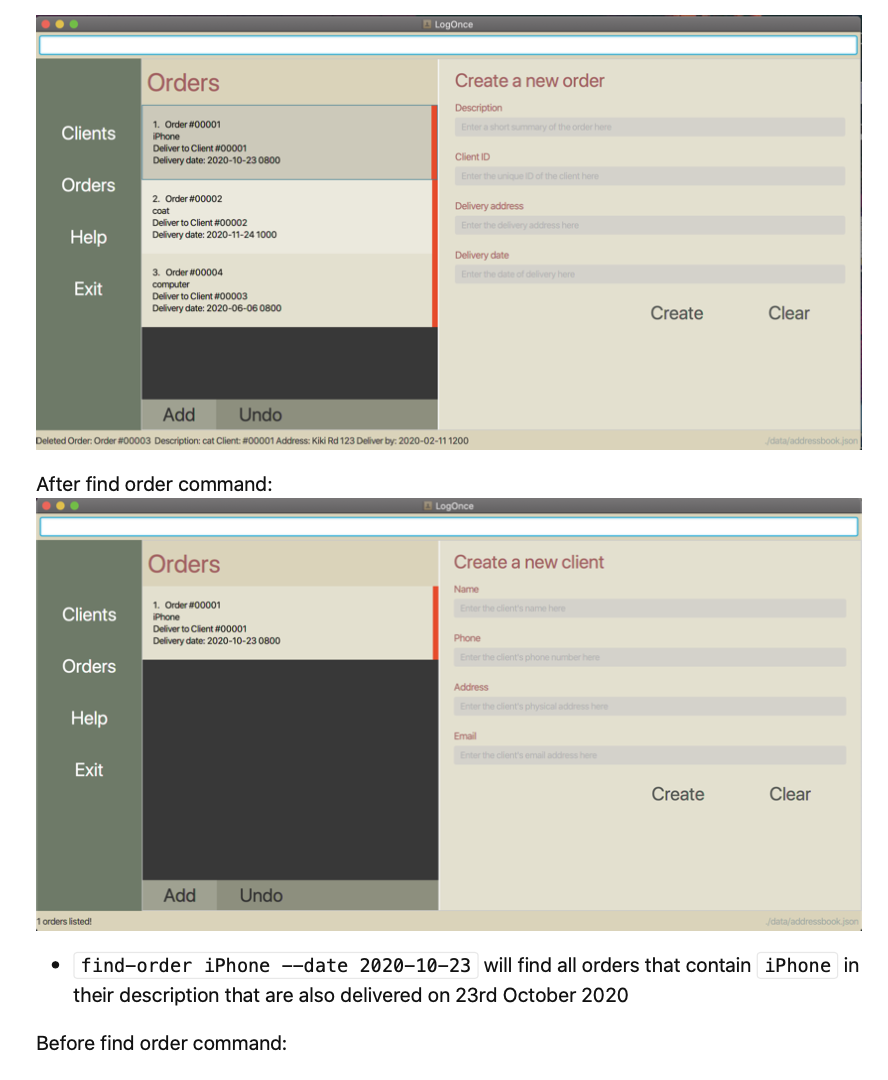 LogOnce
Orders
Create a new order
Description
1. Order #00001
iPhone
Enter a short summary of the order here
Clients
Deliver to Client #00001
Delivery date: 2020-10-23 0800
Client ID
Enter the unique ID of the client here
Orders
2. Order #00002
coat
Deliver to Client #00002
Delivery date: 2020-11-24 1000
Delivery address
Enter the delivery address here
Help
Delivery date
3. Order #00004
computer
Deliver to Client #00003
Delivery date: 2020-06-06 0800
Enter the date of delivery here
Exit
Create Clear
Add Undo
Deleted Order: Order #00003 Description: cat Client: #00001 Address: Kiki Rd 123 Deliver by: 2020-02-11 1200
./data/addressbook.json
After find order command:
LogOnce
Orders
Create a new client
Name
1. Order #00001
iPhone
Deliver to Client #00001
Delivery date: 2020-10-23 0800
Enter the client's name here
Clients
Phone
Enter the client's phone number here
Orders
Address
Enter the client's physical address here
Help
Email
Enter the client's email address here
Exit
Create Clear
Add Undo
1 orders listed!
./data/addressbook.json
• find-order iPhone --date 2020-10-23 will find all orders that contain iPhone in
their description that are also delivered on 23rd October 2020
Before find order command: